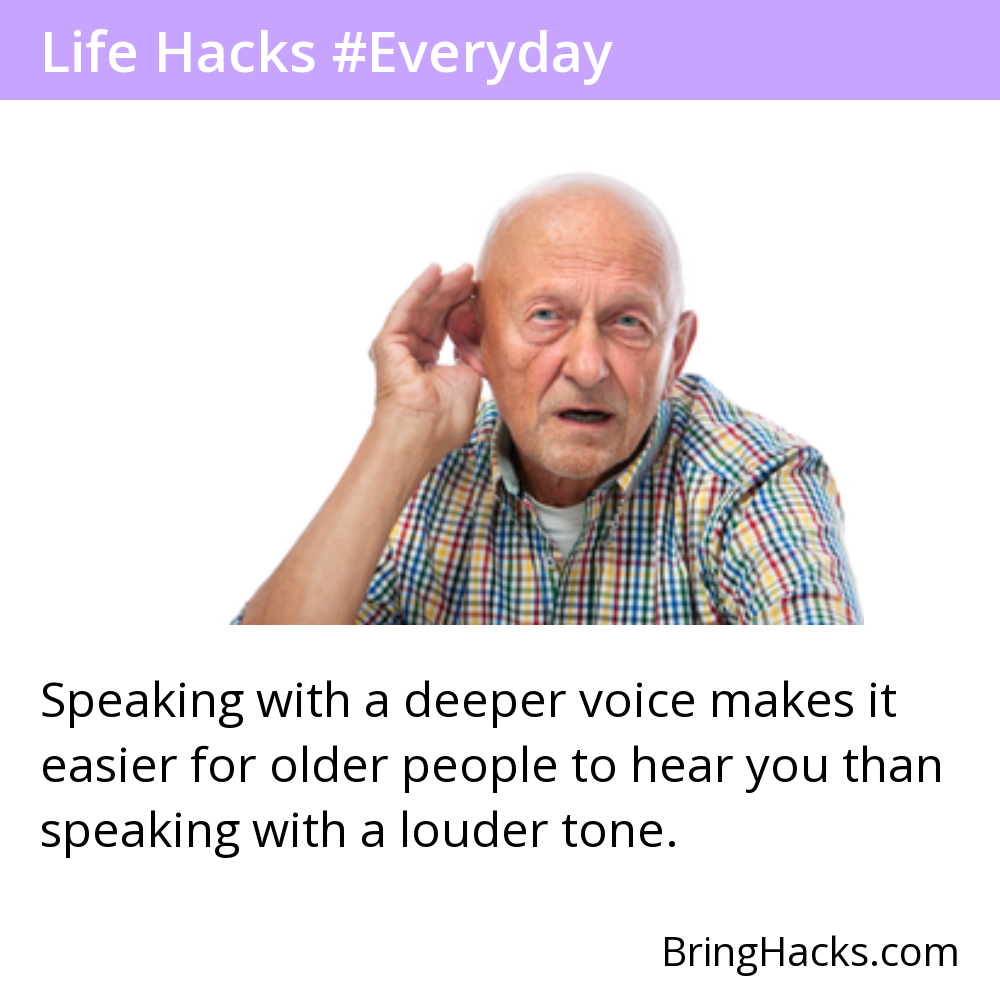 Life Hacks #Everyday
Speaking with a deeper voice makes it
easier for older people to hear you than
speaking with a louder tone.
BringHacks.com